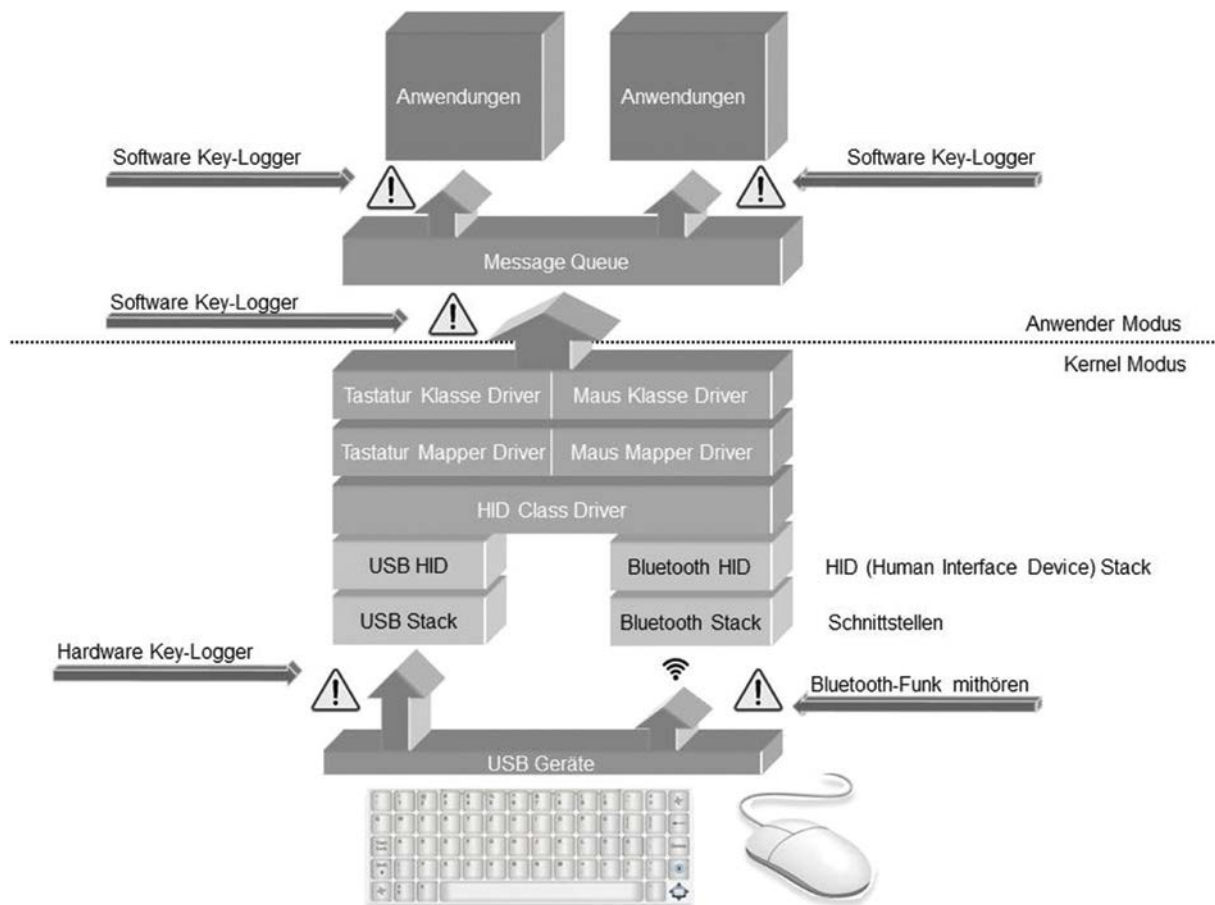 Anwendungen
Anwendungen
Software Key-Logger
Software Key-Logger
Message Queue
Software Key-Logger
Anwender Modus
Kernel Modus
Tastatur Klasse Driver
Maus Klasse Driver
Tastatur Mapper Driver
Maus Mapper Driver
HID Class Driver
USB HID
Bluetooth HID
HID (Human Interface Device) Stack
USB Stack
Bluetooth Stack
Schnittstellen
Hardware Key-Logger
Bluetooth-Funk mithören
USB Geräte